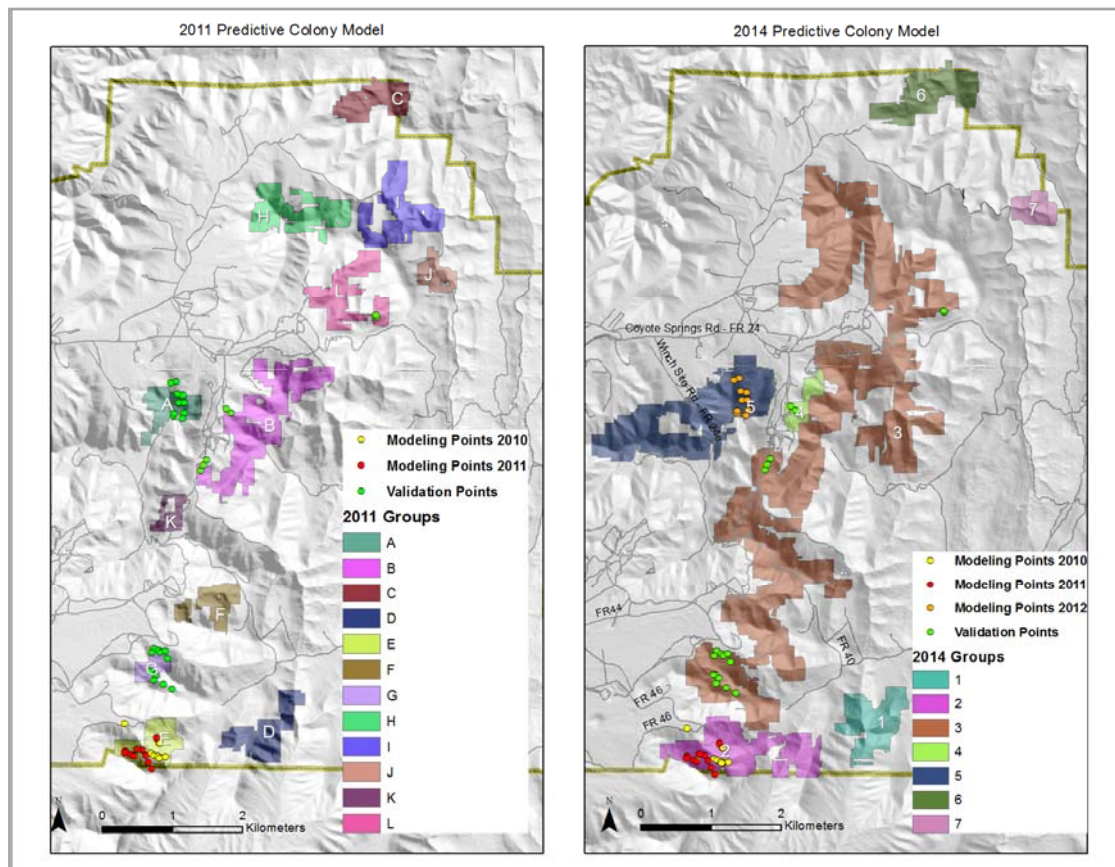 2011 Predictive Colony Model
C
H
I
J
L
A
B
K
F
G
E
D
Modeling Points 2010
Modeling Points 2011
Validation Points
2011 Groups
A
B
C
D
E
F
G
H
I
J
K
L
N
0 1 2
Kilometers
2014 Predictive Colony Model
6
7
Coyote Springs Rd - FR 24
5
4
3
FR44
FR 40
FR 46
FR 46
1
2
Modeling Points 2010
Modeling Points 2011
Modeling Points 2012
Validation Points
2014 Groups
1
2
3
4
5
6
7
N
0 1 2
Kilometers